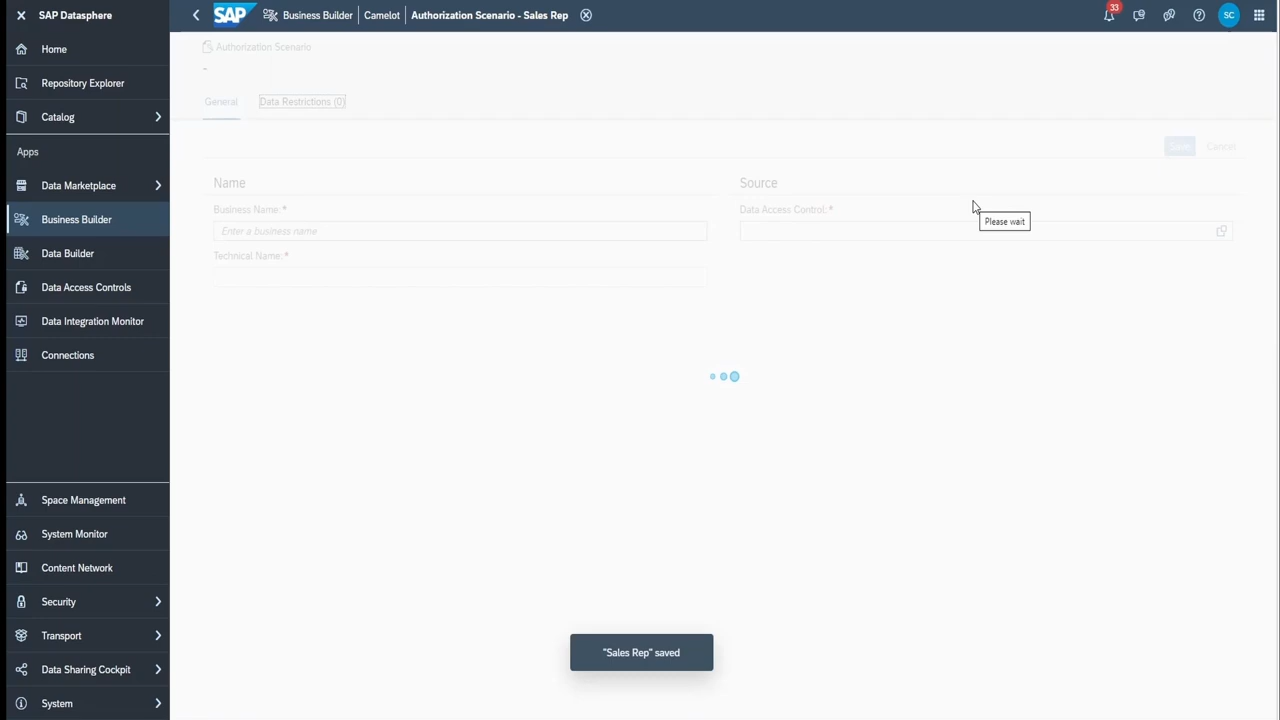 SAP Datasphere
SAP Business Builder Camelot Authorization Scenario - Sales Rep
33
SC
Home
Repository Explorer
Catalog
Apps
Data Marketplace
Business Builder
Data Builder
Data Access Controls
Data Integration Monitor
Connections
Space Management
System Monitor
Content Network
Security
Transport
Data Sharing Cockpit
System
Authorization Scenario
-
General Data Restrictions (0)
Save Cancel
Name
Business Name: *
Enter a business name
Technical Name: *
Source
Data Access Control: *
Please wait
"Sales Rep" saved